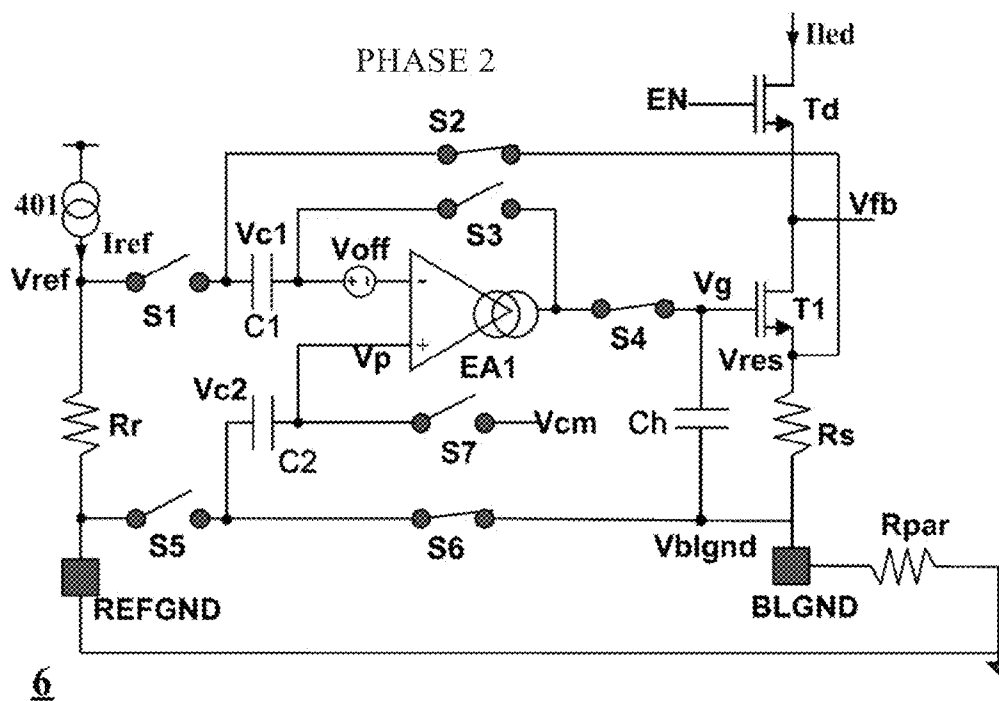 Iled
PHASE 2
EN
Td
S2
401
Vfb
S3
Vc1
Voff
Iref
Vref
+ -
-
Vg
T1
S1
C1
S4
Vp
+
EA1
Vres
Vc2
Rr
Vcm
Ch
Rs
C2
S7
S5
S6
Vblgnd
Rpar
REFGND
BLGND
6